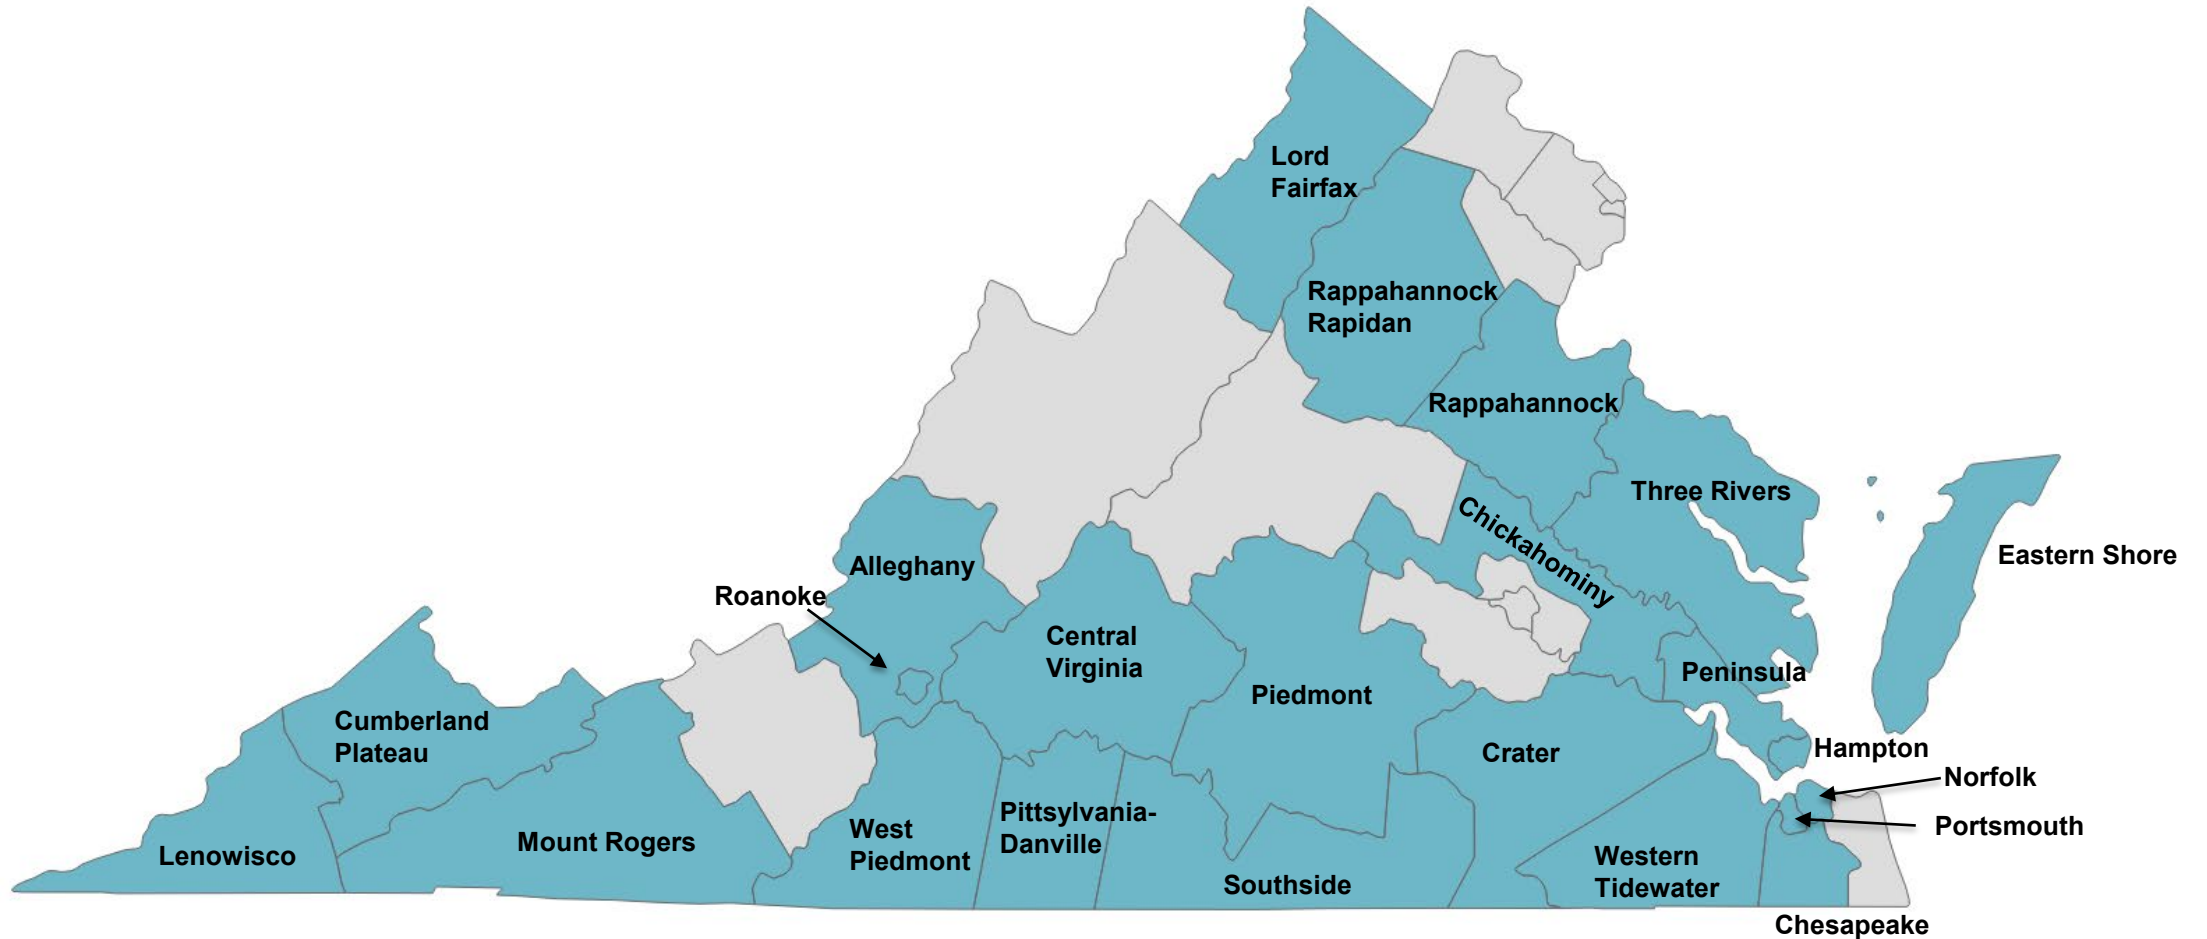 Lord
Fairfax
Rappahannock
Rapidan
Rappahannock
Three Rivers
Chickahominy
Eastern Shore
Alleghany
Roanoke
Central
Virginia
Peninsula
Piedmont
Cumberland
Plateau
Crater
Hampton
Norfolk
Portsmouth
Pittsylvania-
Danville
West
Piedmont
Mount Rogers
Lenowisco
Western
Tidewater
Southside
Chesapeake